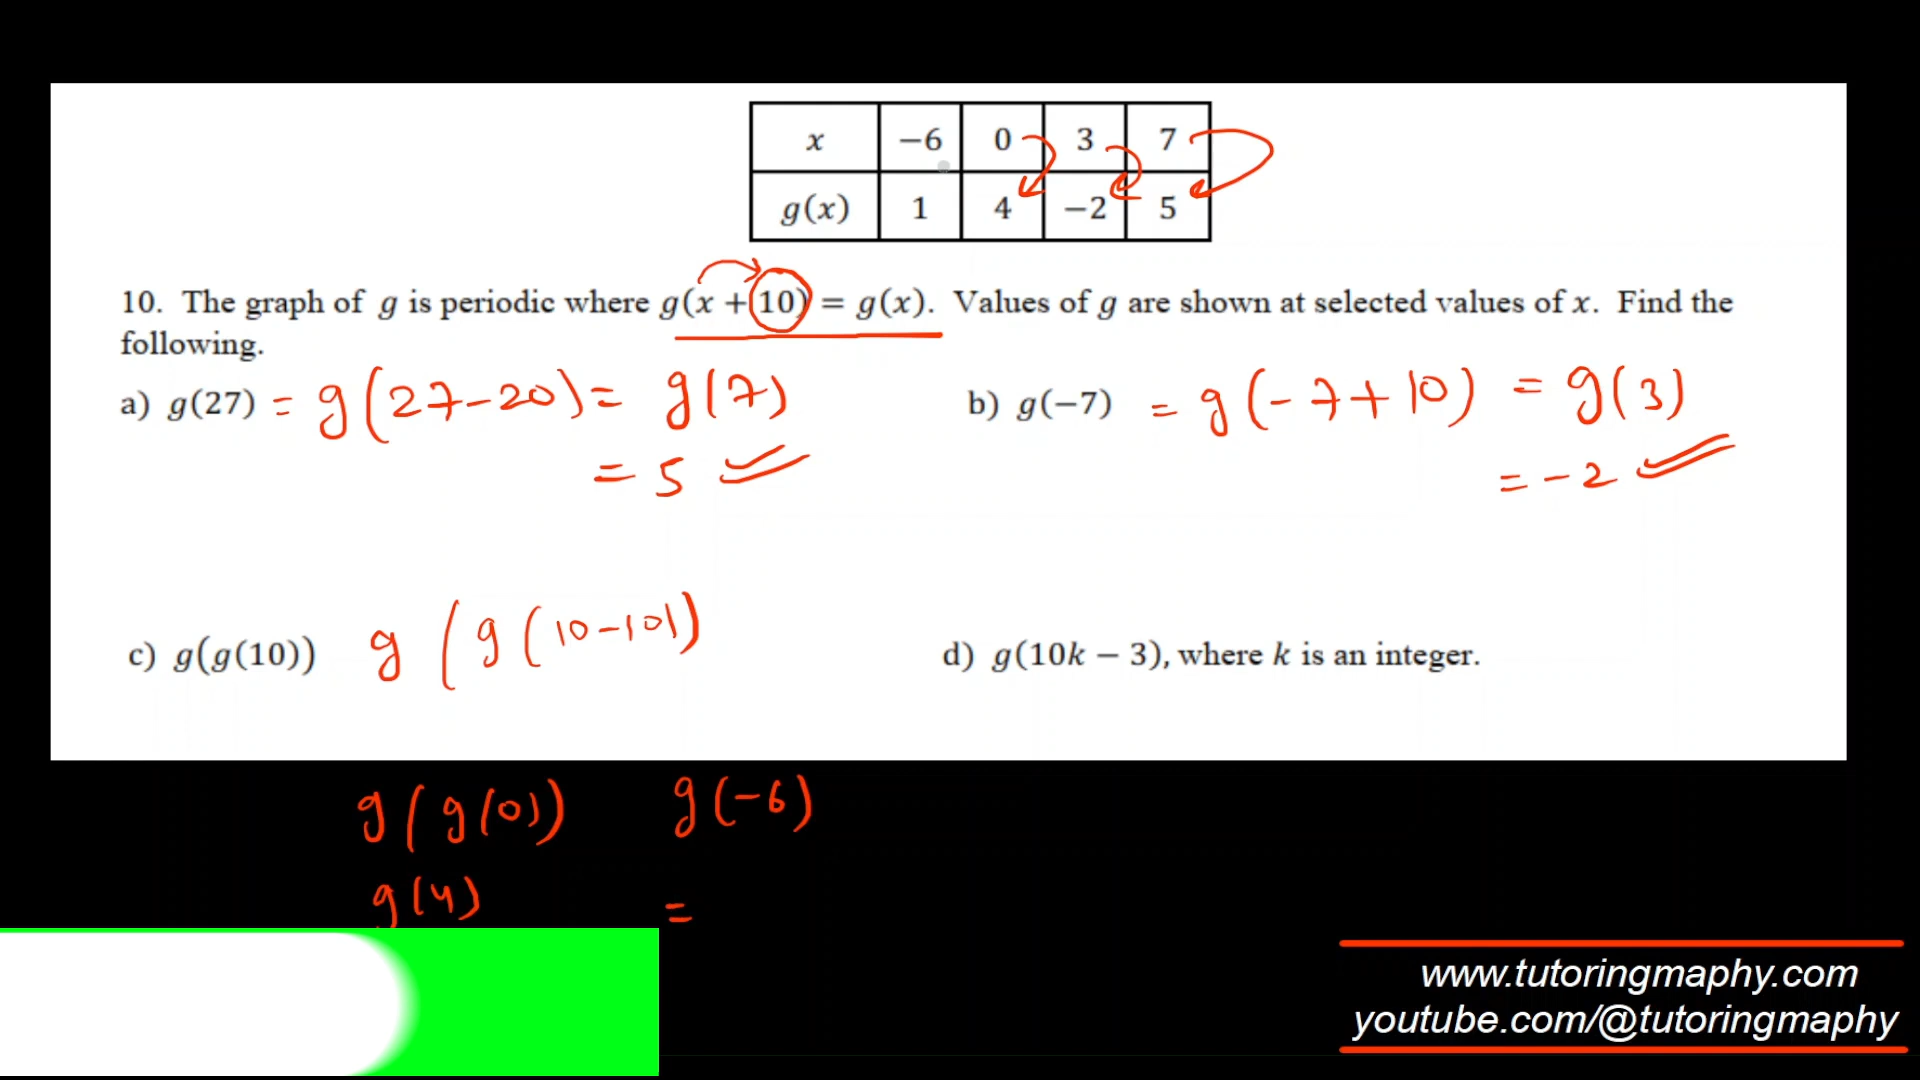 x −6 0 3 7
g(x) 1 4 −2 5
10. The graph of g is periodic where g(x + 10) = g(x). Values of g are shown at selected values of x. Find the
following.
a) g(27) = g(27-20) = g(7)
= 5
b) g(−7) = g(-7+10) = g(3)
= -2
c) g(g(10)) g(g(10-10))
d) g(10k − 3), where k is an integer.
g(g(0)) g(-6)
g(4) =
www.tutoringmaphy.com
youtube.com/@tutoringmaphy